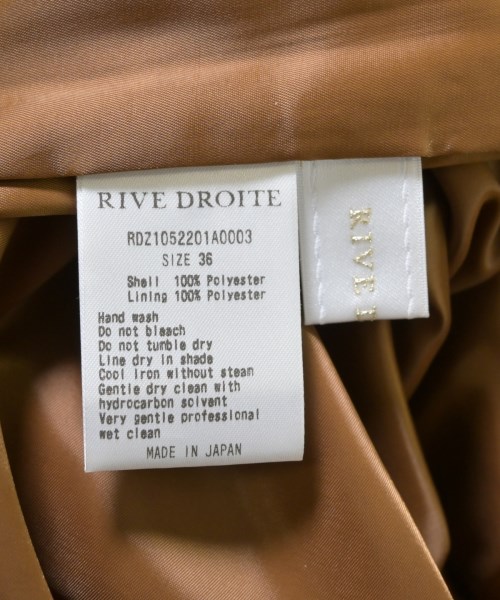 RIVE DROITE
RDZ1052201A0003
SIZE 36
Shell 100% Polyester
Lining 100% Polyester
Hand wash
Do not bleach
Do not tumble dry
Line dry in shade
Cool iron without steam
Gentle dry clean with
hydrocarbon solvent
Very gentle professional
wet clean
MADE IN JAPAN
RIVE